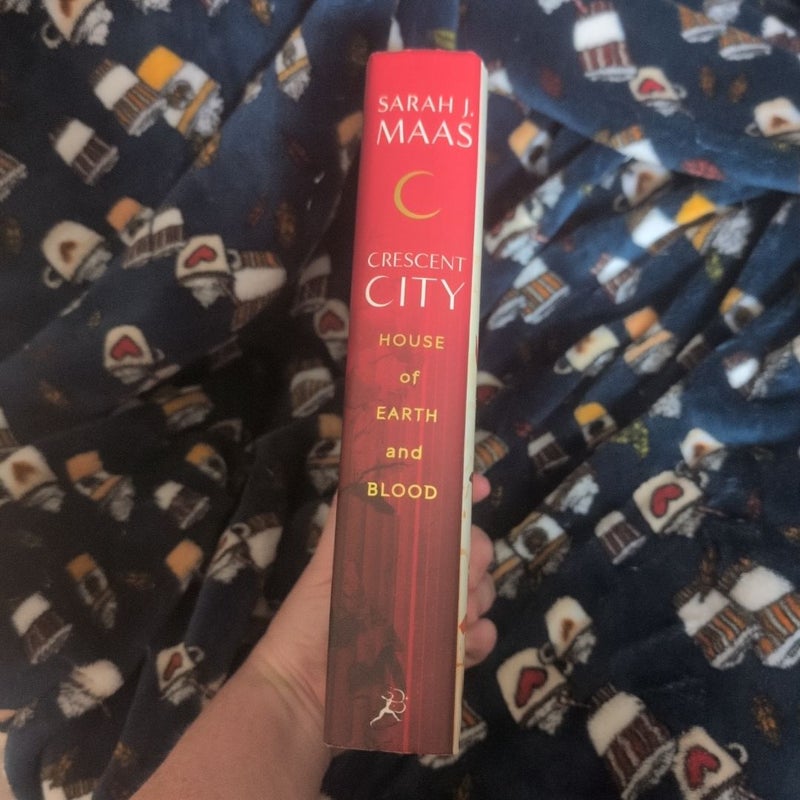 SARAH J.
MAAS
CRESCENT
CITY
HOUSE
of
EARTH
and
BLOOD